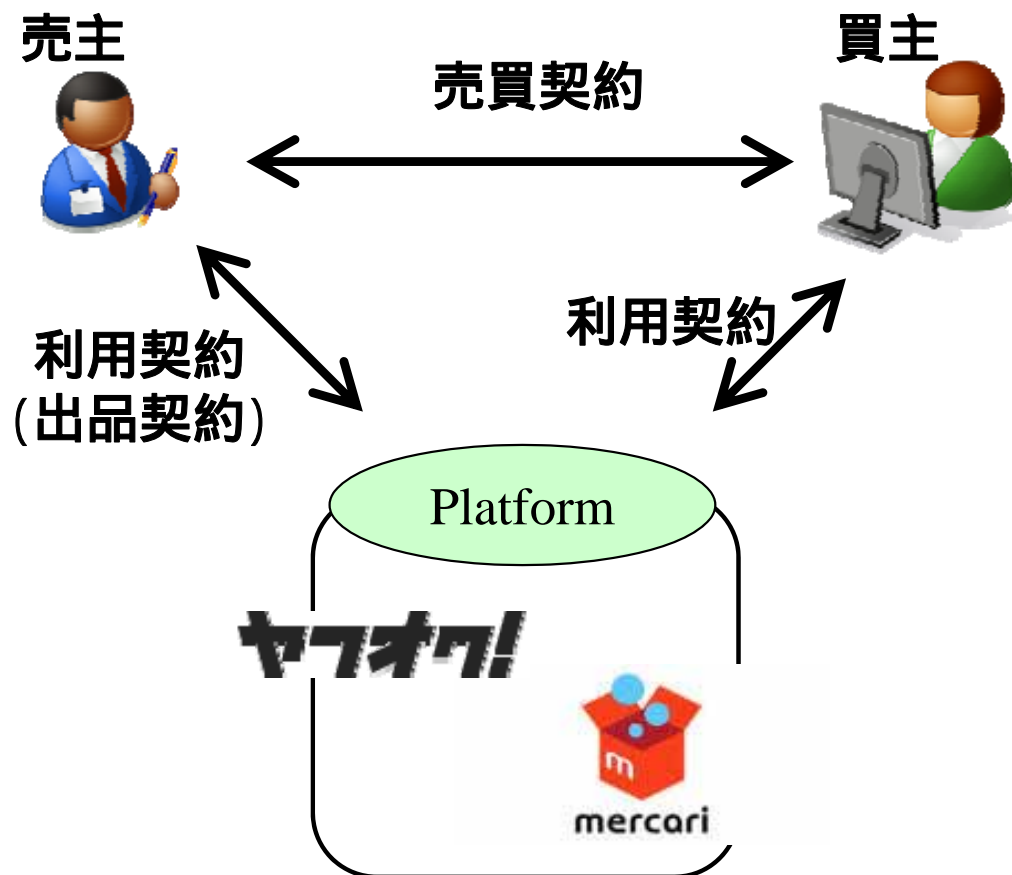 売主
買主
売買契約
利用契約
(出品契約)
利用契約
Platform
ヤフオク!
m
mercari